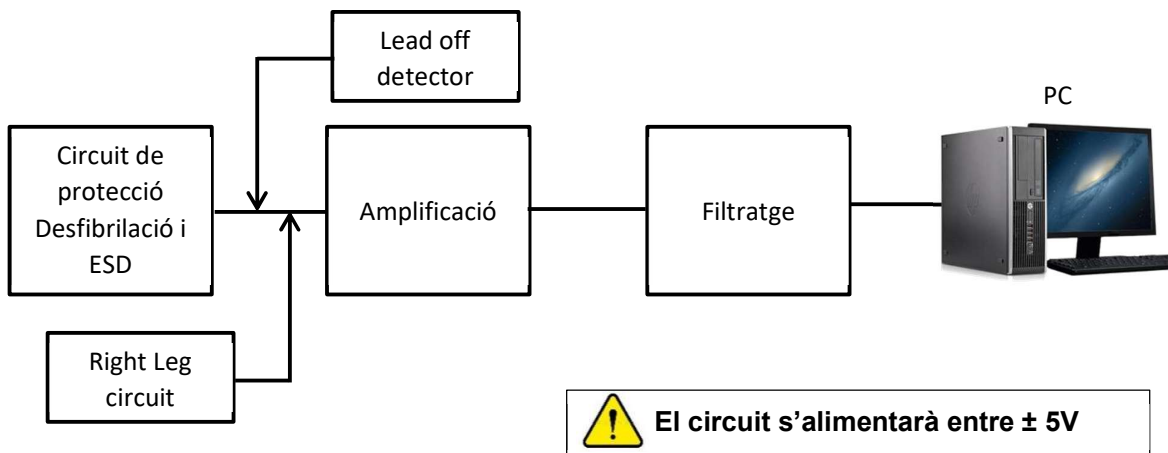 Lead off
detector
PC
Circuit de
protecció
Desfibrilació i
ESD
Amplificació
Filtratge
Right Leg
circuit
El circuit s’alimentarà entre ± 5V